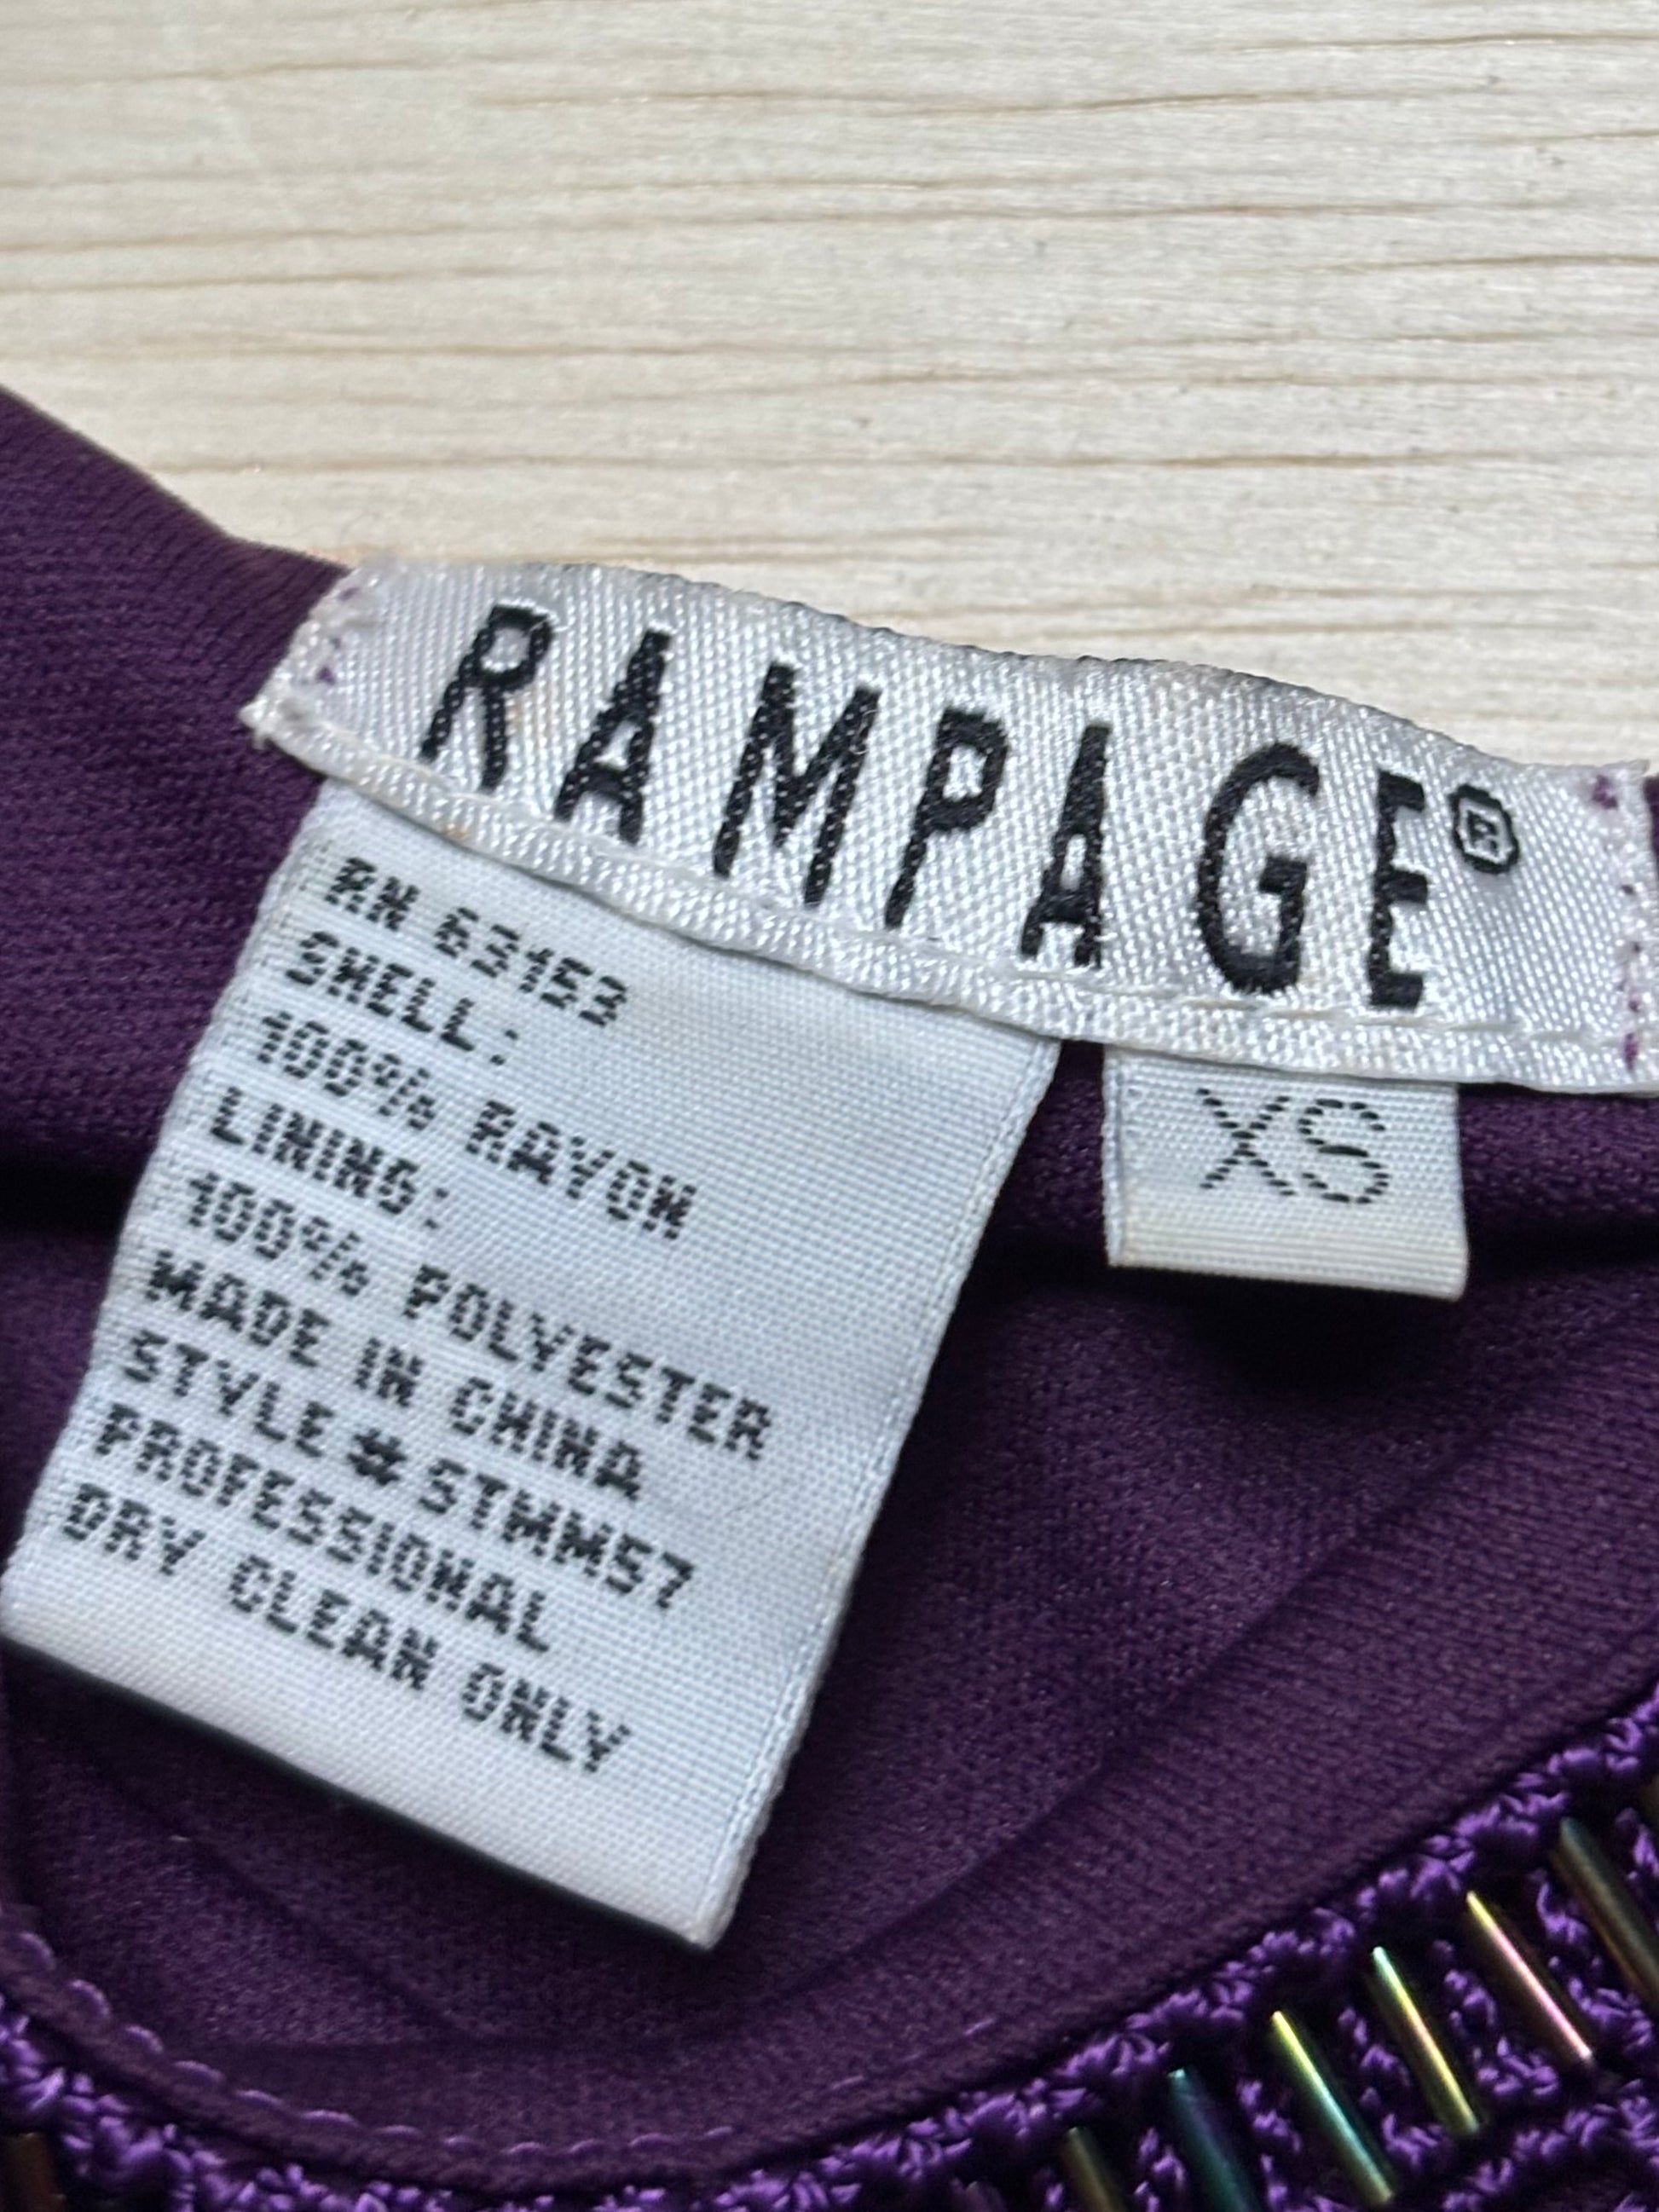 RAMPAGE®
XS
RN 63153
SHELL:
100% RAYON
LINING:
100% POLYESTER
MADE IN CHINA
STYLE # STMM57
PROFESSIONAL
DRY CLEAN ONLY